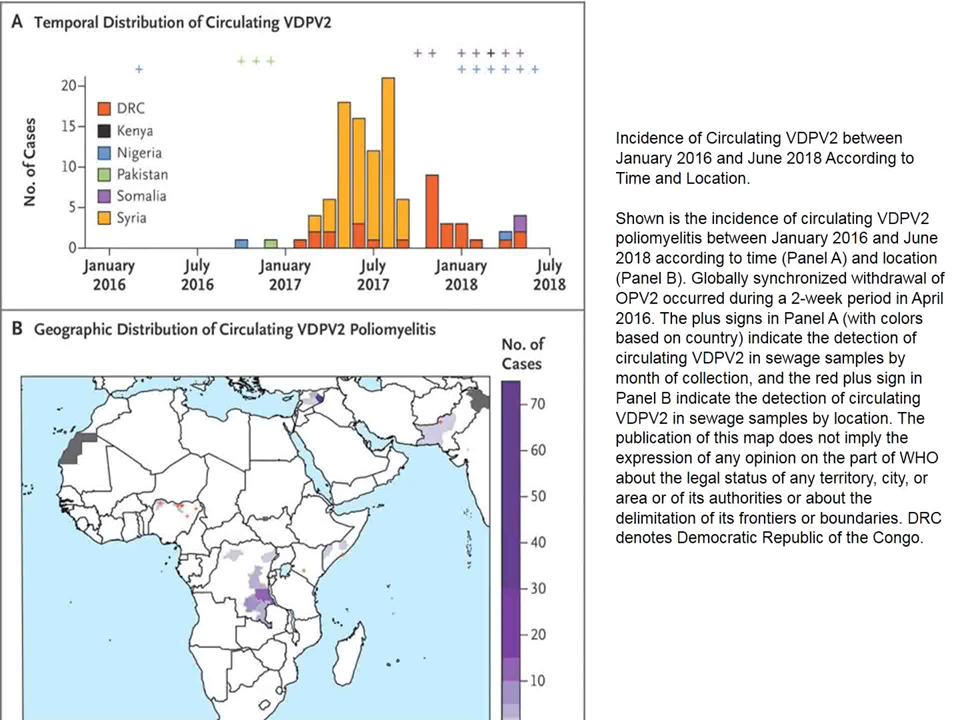 A Temporal Distribution of Circulating VDPV2
No. of Cases
20
15
10
5
0
DRC
Kenya
Nigeria
Pakistan
Somalia
Syria
January 2016
July 2016
January 2017
July 2017
January 2018
July 2018
B Geographic Distribution of Circulating VDPV2 Poliomyelitis
No. of
Cases
70
60
50
40
30
20
10
Incidence of Circulating VDPV2 between
January 2016 and June 2018 According to
Time and Location.
Shown is the incidence of circulating VDPV2
poliomyelitis between January 2016 and June
2018 according to time (Panel A) and location
(Panel B). Globally synchronized withdrawal of
OPV2 occurred during a 2-week period in April
2016. The plus signs in Panel A (with colors
based on country) indicate the detection of
circulating VDPV2 in sewage samples by
month of collection, and the red plus sign in
Panel B indicate the detection of circulating
VDPV2 in sewage samples by location. The
publication of this map does not imply the
expression of any opinion on the part of WHO
about the legal status of any territory, city, or
area or of its authorities or about the
delimitation of its frontiers or boundaries. DRC
denotes Democratic Republic of the Congo.